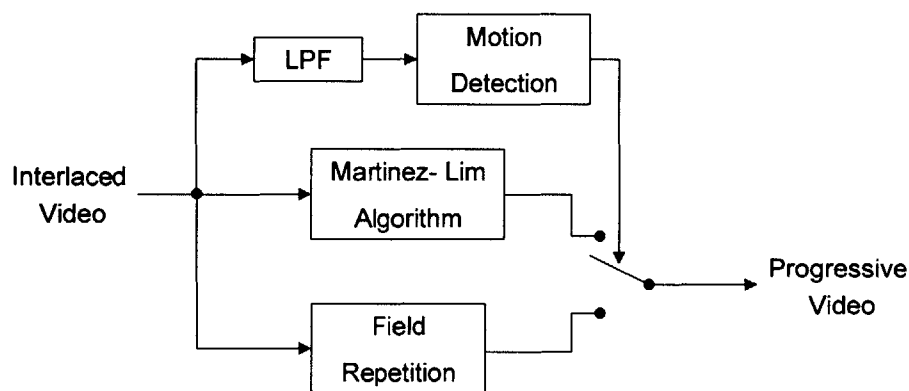 LPF
Motion
Detection
Interlaced
Video
Martinez- Lim
Algorithm
Progressive
Video
Field
Repetition